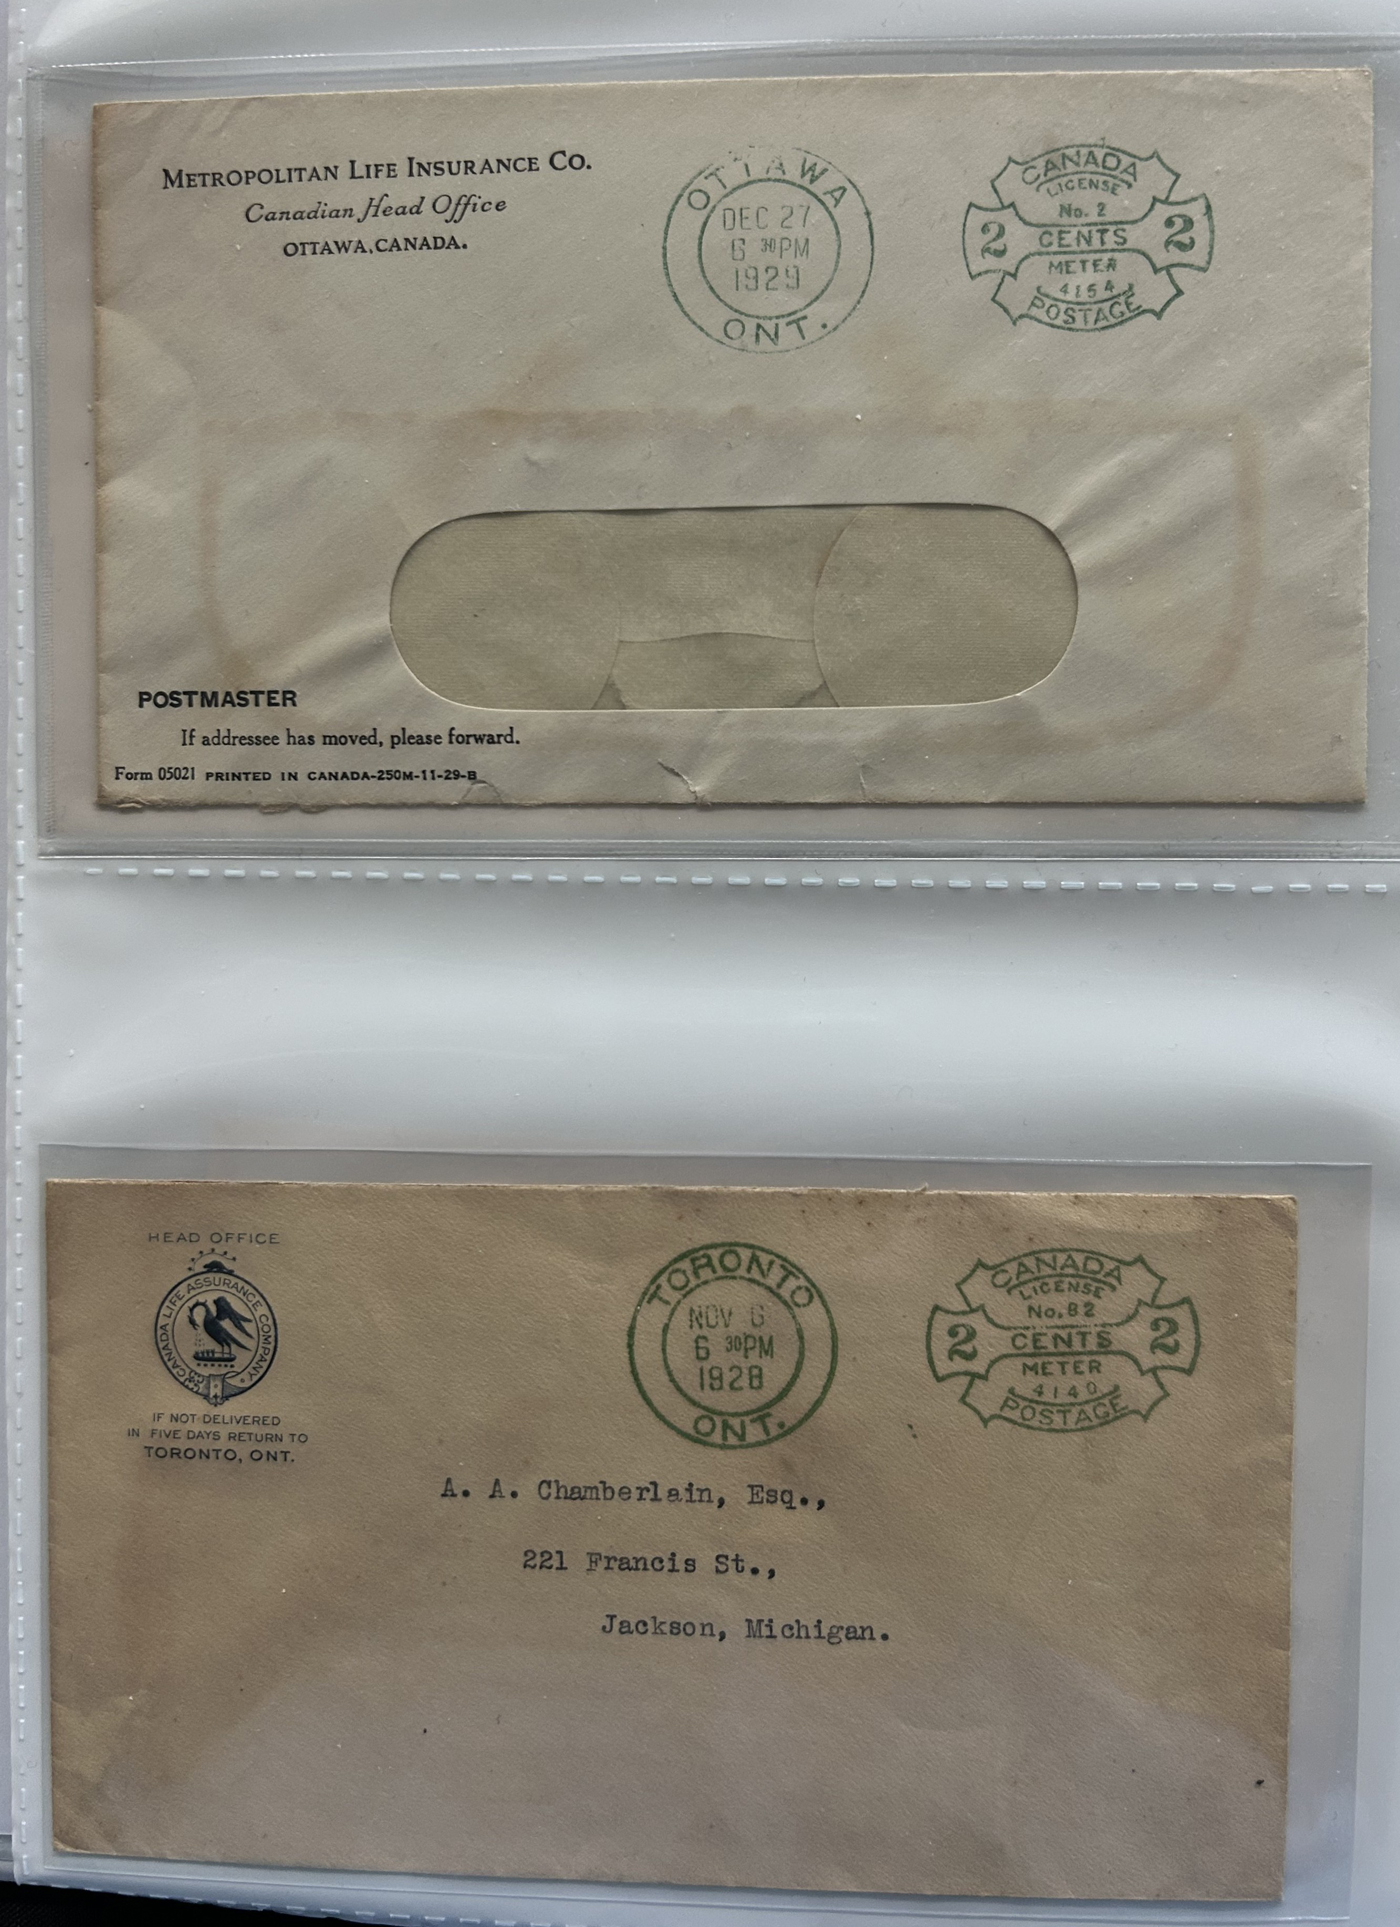 METROPOLITAN LIFE INSURANCE CO.
Canadian Head Office
OTTAWA, CANADA.
OTTAWA
DEC 27
6 30PM
1929
ONT.
CANADA
LICENSE
No. 2
2 CENTS 2
METER
4154
POSTAGE
POSTMASTER
If addressee has moved, please forward.
Form 05021 PRINTED IN CANADA-250M-11-29-B
HEAD OFFICE
CANADA LIFE ASSURANCE COMPANY
IF NOT DELIVERED
IN FIVE DAYS RETURN TO
TORONTO, ONT.
TORONTO
NOV 6
6 30PM
1928
ONT.
CANADA
LICENSE
No. 82
2 CENTS 2
METER
4140
POSTAGE
A. A. Chamberlain, Esq.,
221 Francis St.,
Jackson, Michigan.